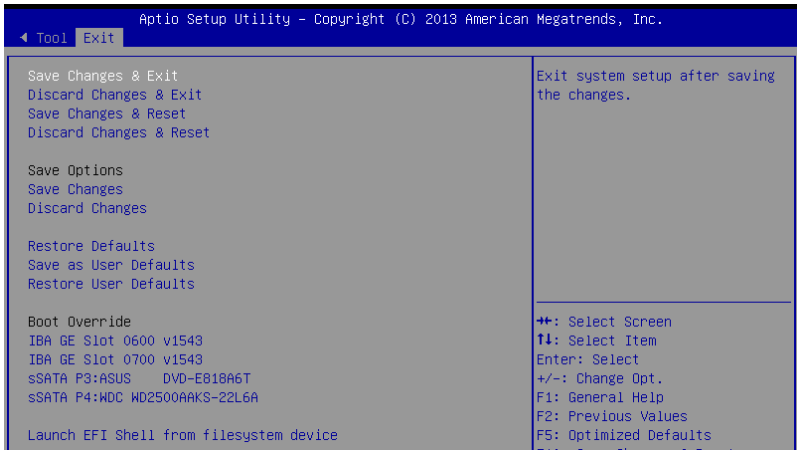 Aptio Setup Utility – Copyright (C) 2013 American Megatrends, Inc.
Tool Exit
Save Changes & Exit
Discard Changes & Exit
Save Changes & Reset
Discard Changes & Reset
Save Options
Save Changes
Discard Changes
Restore Defaults
Save as User Defaults
Restore User Defaults
Boot Override
IBA GE Slot 0600 v1543
IBA GE Slot 0700 v1543
sSATA P3:ASUS DVD-E818A6T
sSATA P4:WDC WD2500AAKS-22L6A
Launch EFI Shell from filesystem device
Exit system setup after saving
the changes.
→←: Select Screen
↑↓: Select Item
Enter: Select
+/-: Change Opt.
F1: General Help
F2: Previous Values
F5: Optimized Defaults